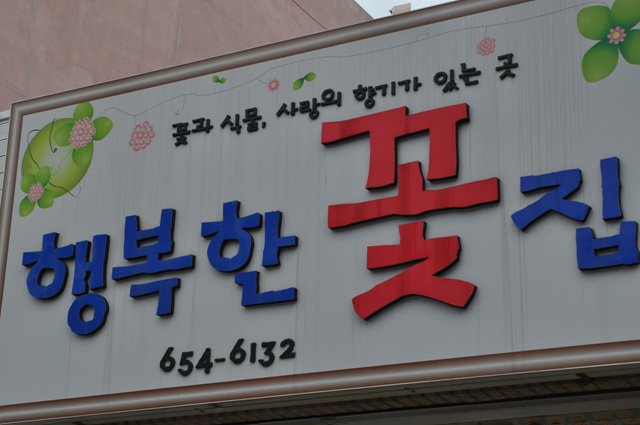 꽃과 식물, 사랑의 향기가 있는 곳
행복한 꽃집
654-6132